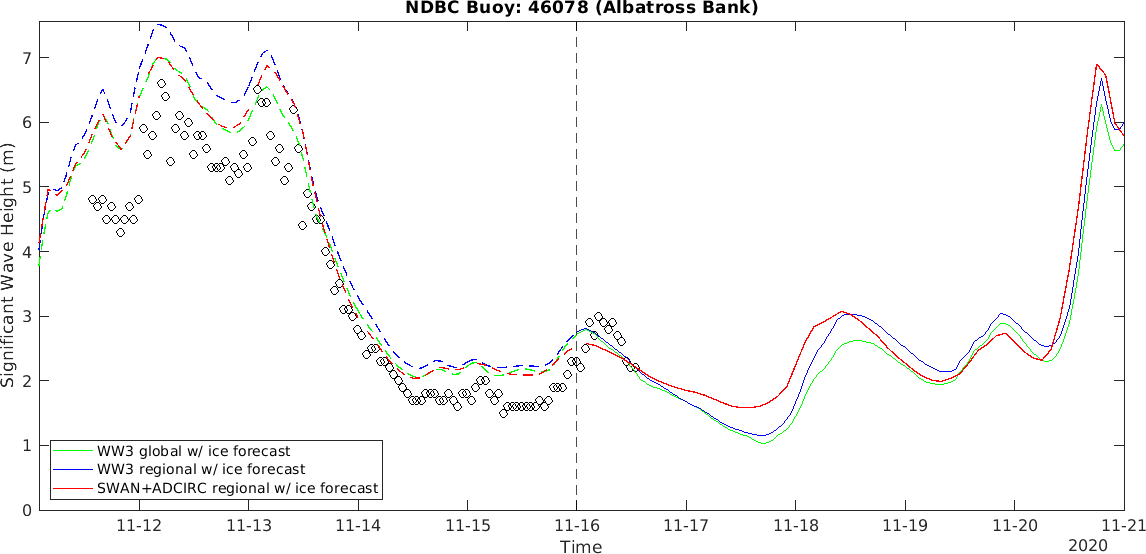 NDBC Buoy: 46078 (Albatross Bank)
Significant Wave Height (m)
7
6
5
4
3
2
1
0
WW3 global w/ ice forecast
WW3 regional w/ ice forecast
SWAN+ADCIRC regional w/ ice forecast
11-12 11-13 11-14 11-15 11-16 11-17 11-18 11-19 11-20 11-21
Time
2020